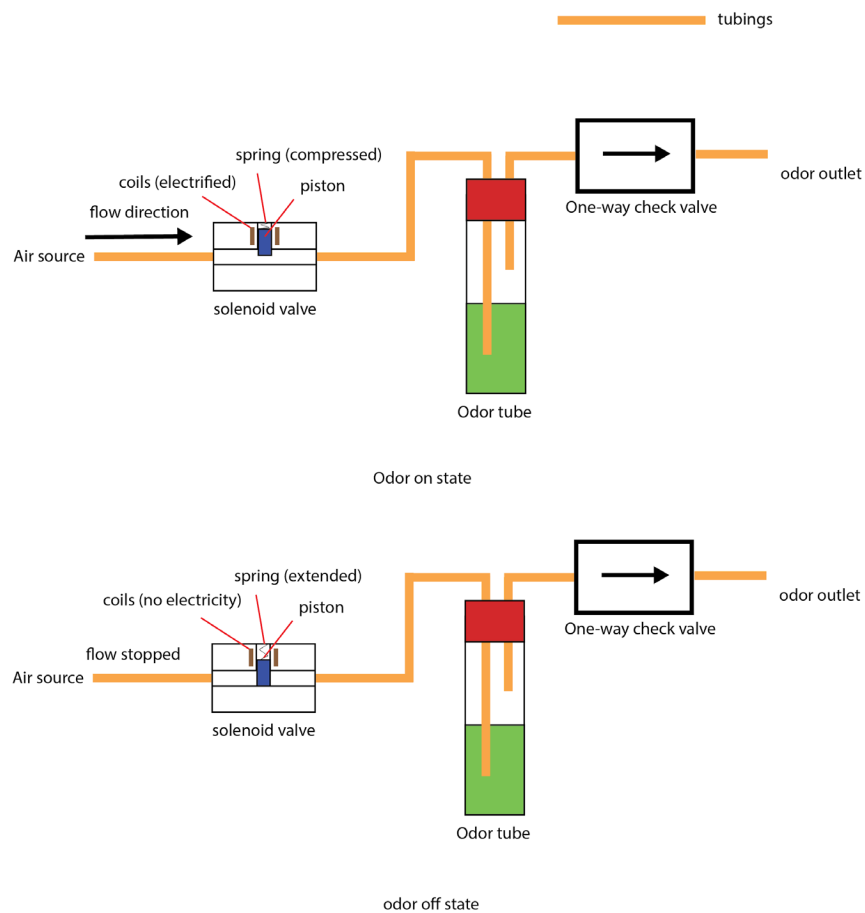 tubings
spring (compressed)
coils (electrified)
piston
flow direction
Air source
solenoid valve
One-way check valve
odor outlet
Odor tube
Odor on state
spring (extended)
coils (no electricity)
piston
flow stopped
Air source
solenoid valve
One-way check valve
odor outlet
Odor tube
odor off state